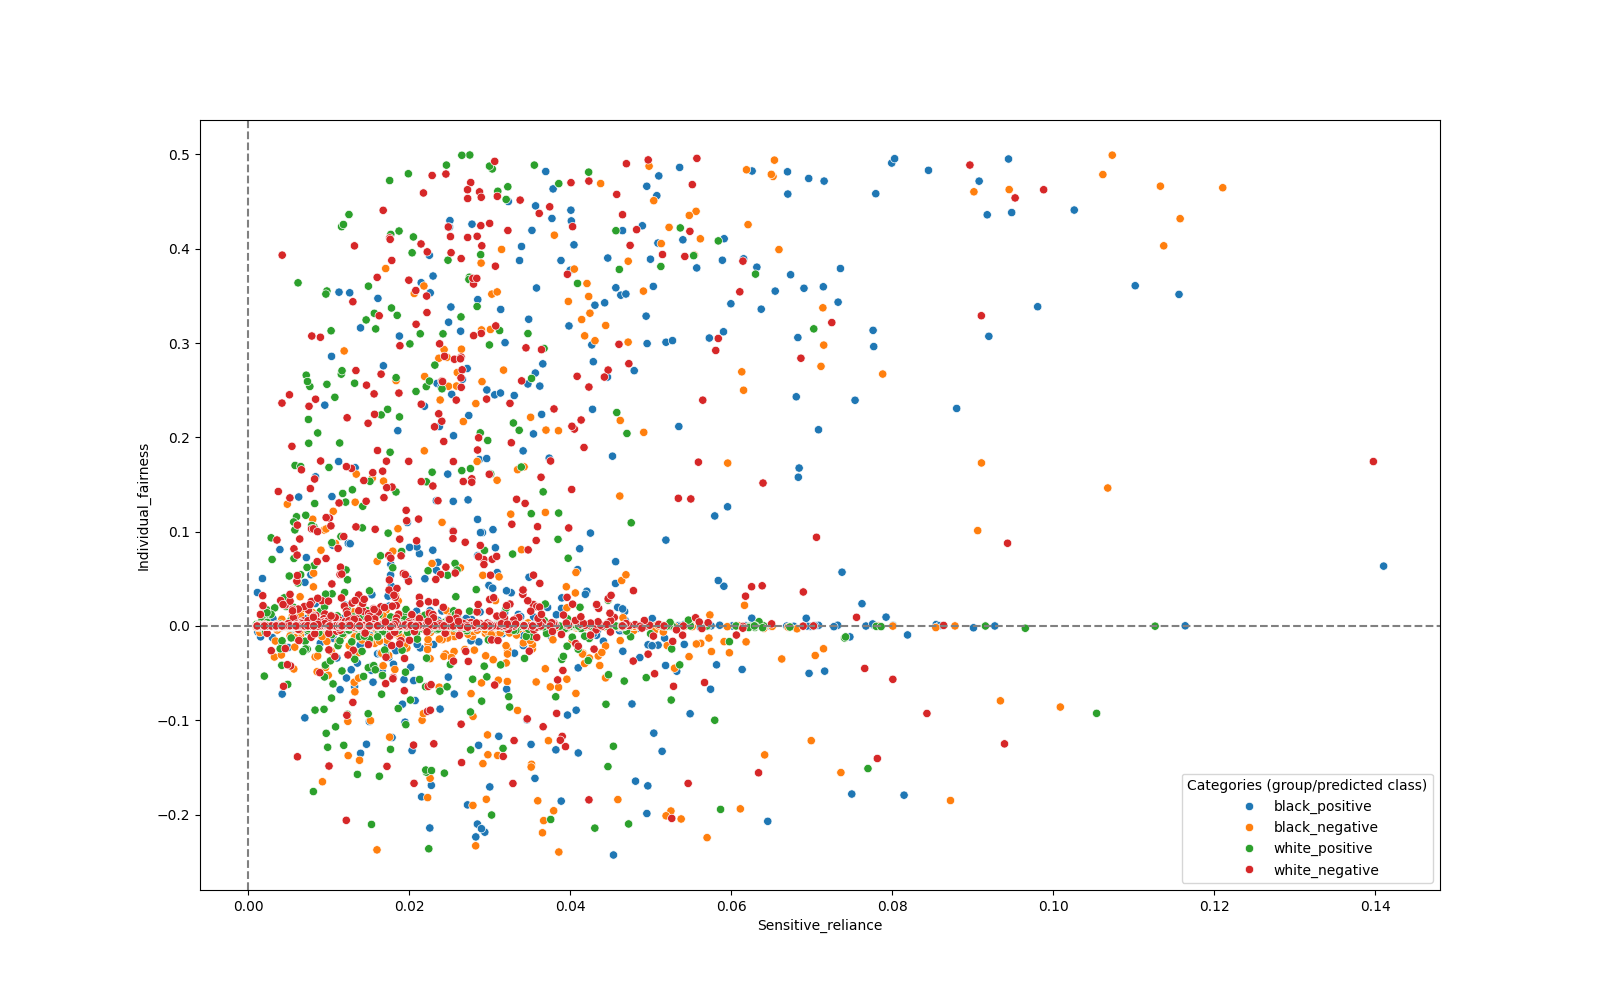 0.5
0.4
0.3
0.2
0.1
0.0
−0.1
−0.2
Individual_fairness
0.00 0.02 0.04 0.06 0.08 0.10 0.12 0.14
Sensitive_reliance
Categories (group/predicted class)
black_positive
black_negative
white_positive
white_negative